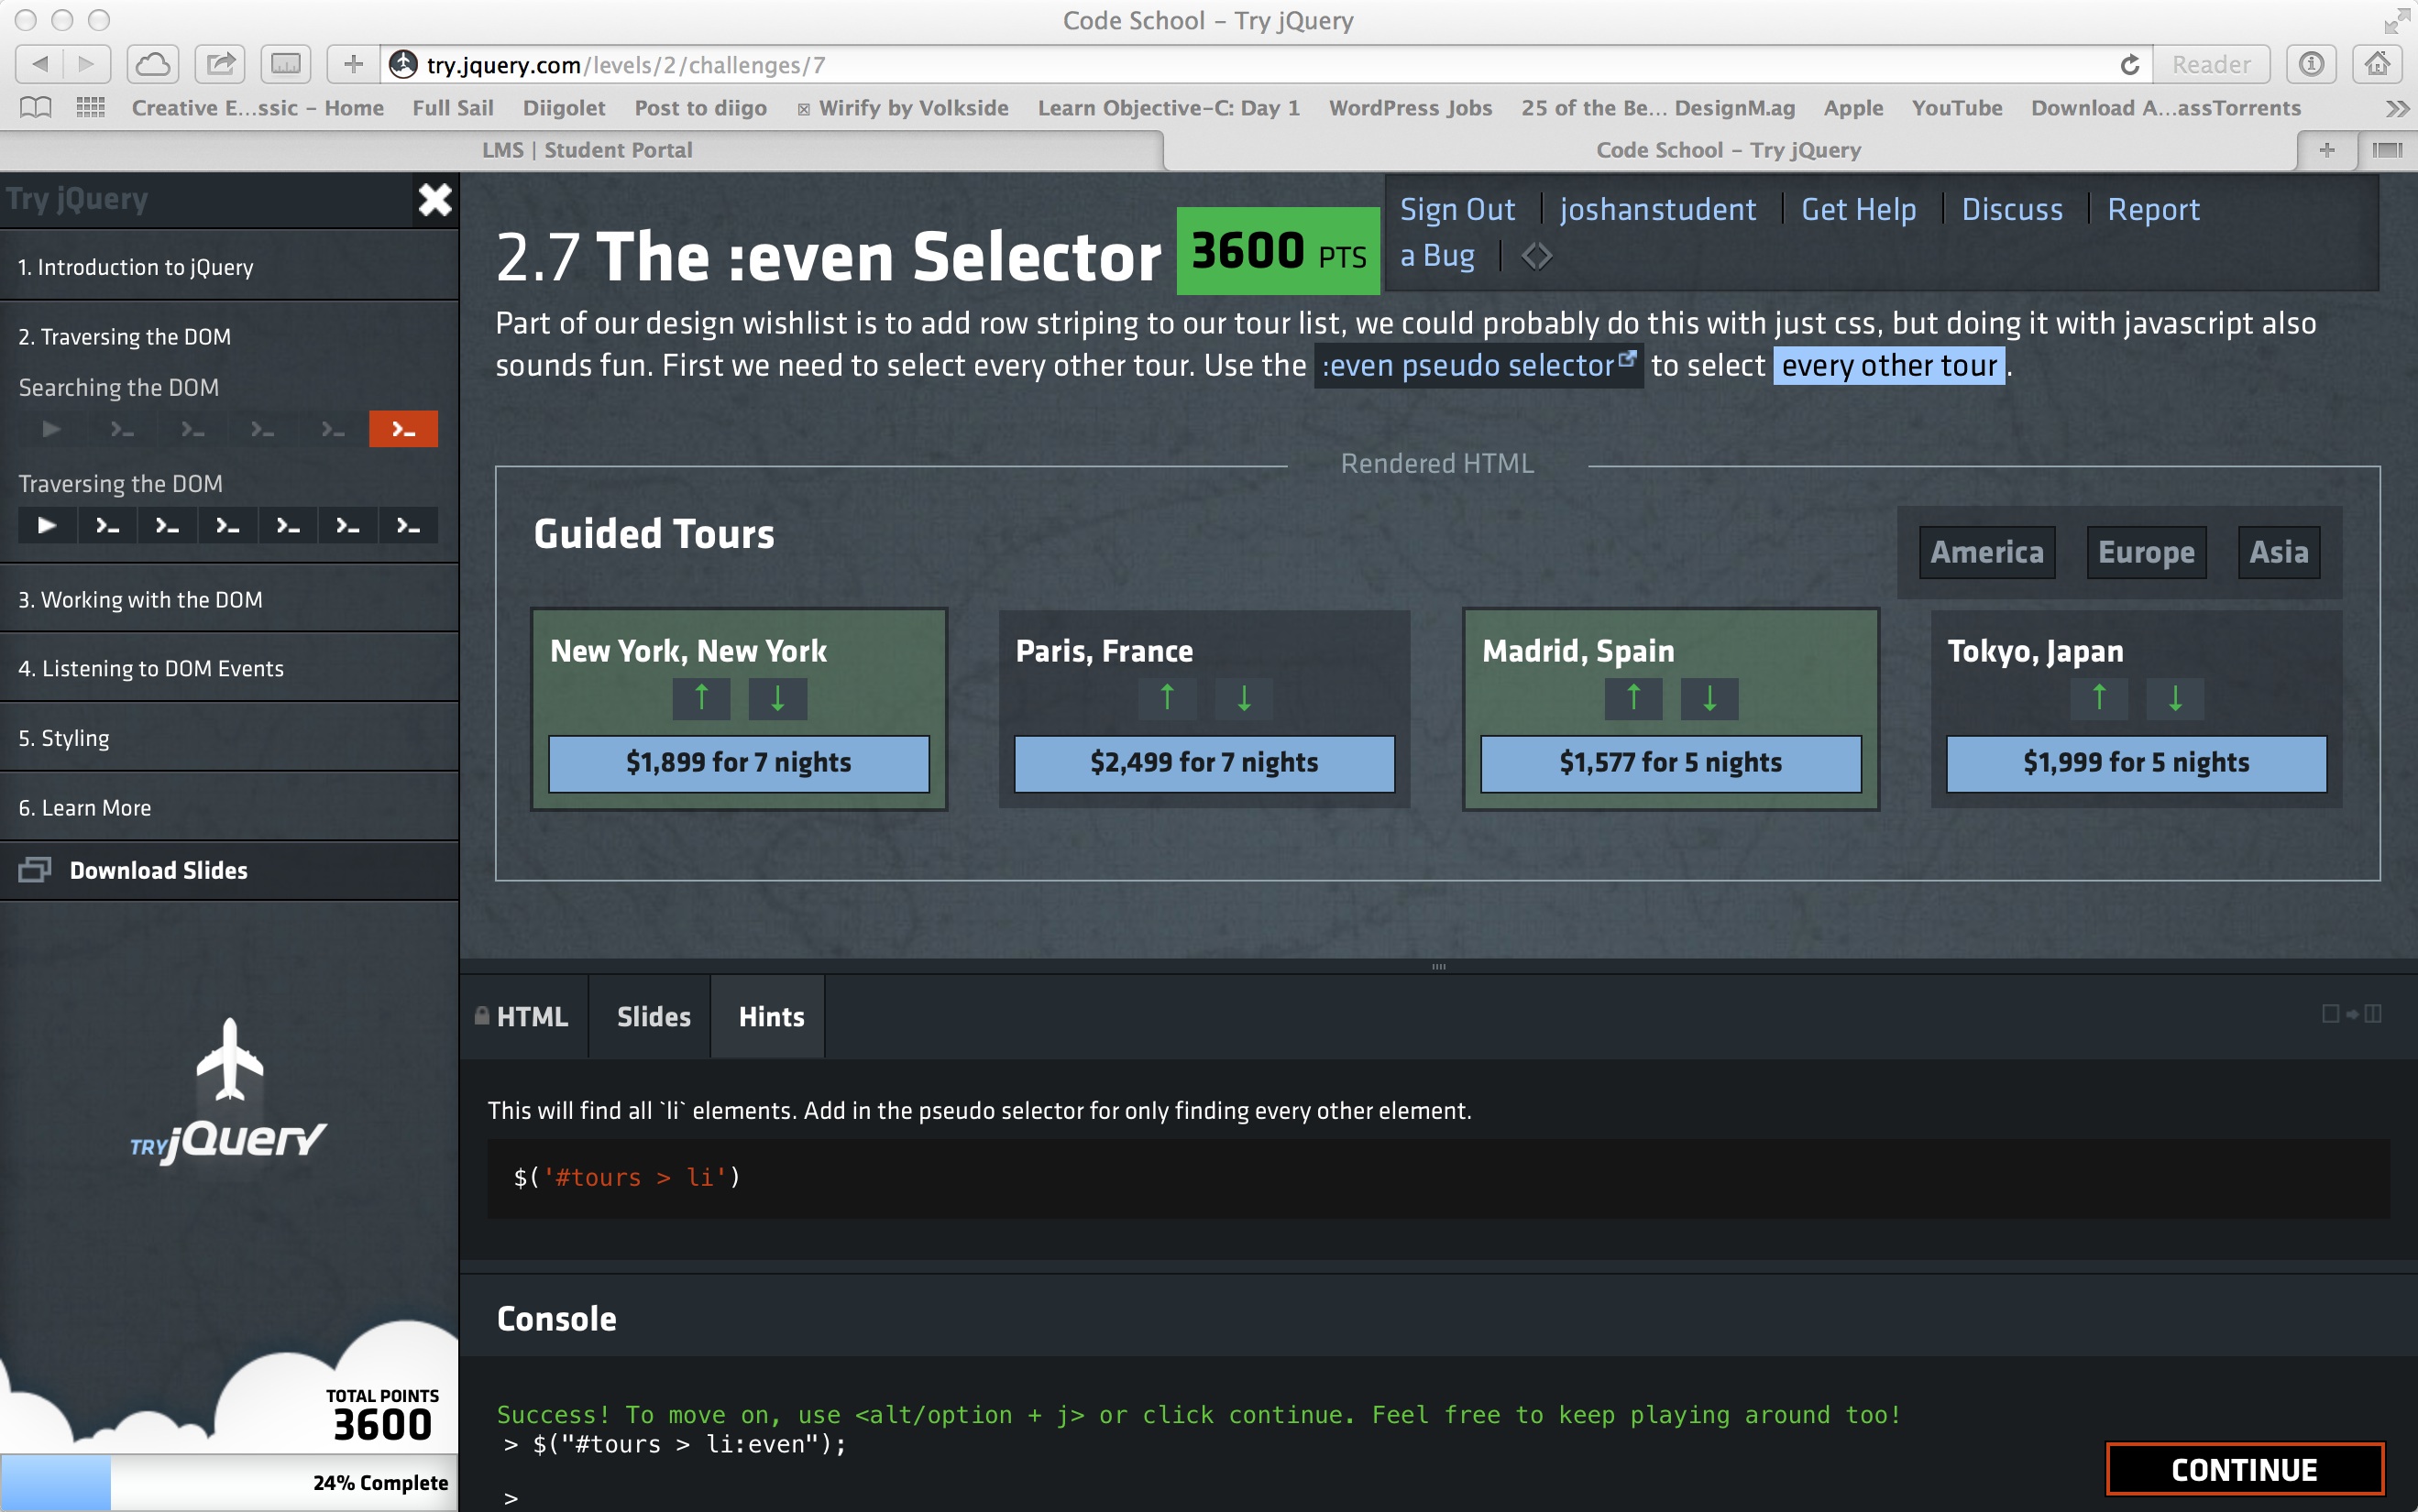 Code School – Try jQuery
try.jquery.com/levels/2/challenges/7
Reader
Creative E...ssic – Home
Full Sail
Diigolet
Post to diigo
Wirify by Volkside
Learn Objective-C: Day 1
WordPress Jobs
25 of the Be... DesignM.ag
Apple
YouTube
Download A...assTorrents
LMS | Student Portal
Code School – Try jQuery
Try jQuery
1. Introduction to jQuery
2. Traversing the DOM
Searching the DOM
Traversing the DOM
3. Working with the DOM
4. Listening to DOM Events
5. Styling
6. Learn More
Download Slides
TRY jQuery
TOTAL POINTS
3600
24% Complete
2.7 The :even Selector
3600 PTS
Sign Out
joshanstudent
Get Help
Discuss
Report
a Bug
Part of our design wishlist is to add row striping to our tour list, we could probably do this with just css, but doing it with javascript also
sounds fun. First we need to select every other tour. Use the :even pseudo selector to select every other tour.
Rendered HTML
Guided Tours
America
Europe
Asia
New York, New York
↑ ↓
$1,899 for 7 nights
Paris, France
↑ ↓
$2,499 for 7 nights
Madrid, Spain
↑ ↓
$1,577 for 5 nights
Tokyo, Japan
↑ ↓
$1,999 for 5 nights
HTML
Slides
Hints
This will find all `li` elements. Add in the pseudo selector for only finding every other element.
$('#tours > li')
Console
Success! To move on, use <alt/option + j> or click continue. Feel free to keep playing around too!
> $("#tours > li:even");
>
CONTINUE